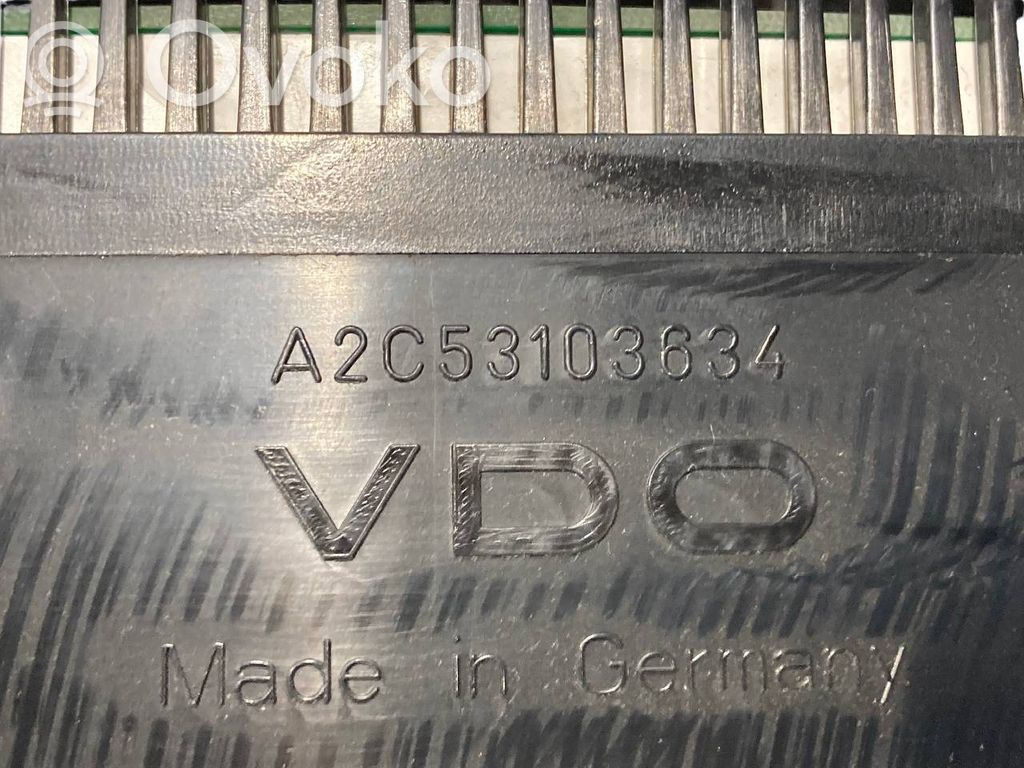 Ovoko
A2C53103634
VDO
Made in Germany